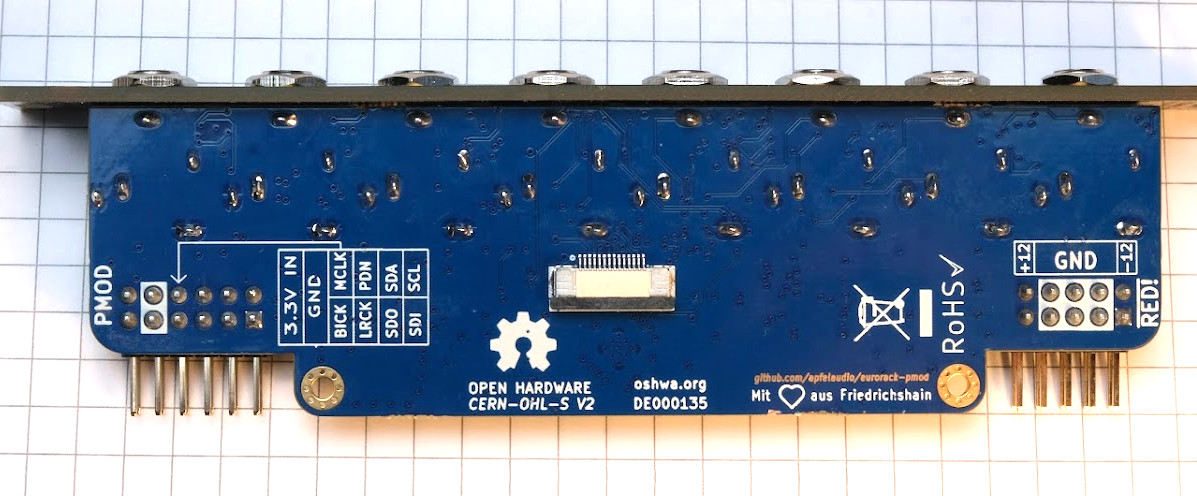 PMOD
3.3V IN
GND
BICK MCLK
LRCK PDN
SDO SDA
SDI SCL
OPEN HARDWARE
CERN-OHL-S V2
oshwa.org
DE000135
RoHS
github.com/apfelaudio/eurorack-pmod
Mit aus Friedrichshain
+12 GND -12
RED!